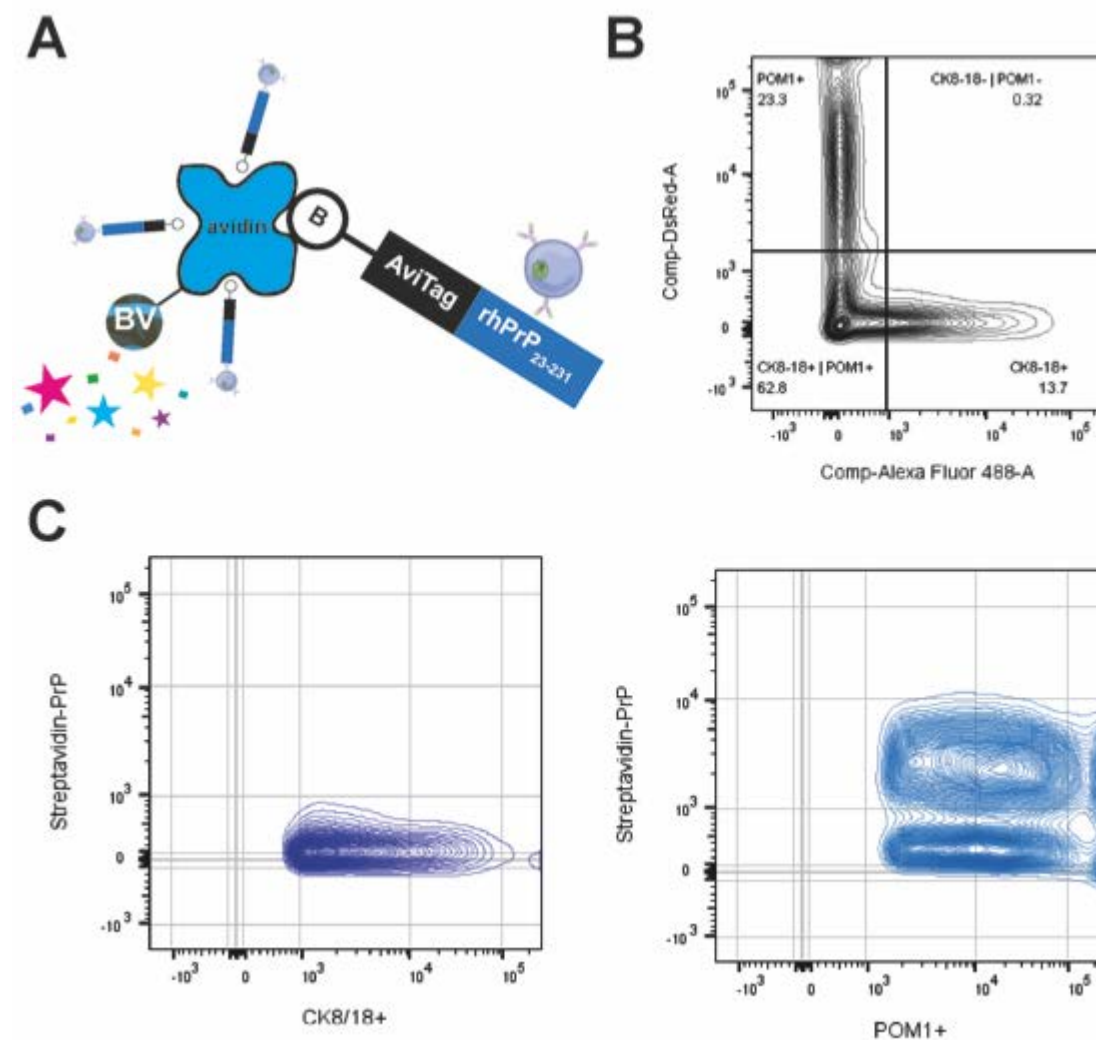 A
avidin
B
AviTag
rhPrP23-231
BV
B
POM1+
23.3
CK8-18- | POM1-
0.32
CK8-18+ | POM1+
62.8
CK8-18+
13.7
Comp-DsRed-A
10^5
10^4
10^3
0
-10^3
-10^3
0
10^3
10^4
10^5
Comp-Alexa Fluor 488-A
C
Streptavidin-PrP
10^5
10^4
10^3
0
-10^3
-10^3
0
10^3
10^4
10^5
CK8/18+
Streptavidin-PrP
10^5
10^4
10^3
0
-10^3
-10^3
0
10^3
10^4
10^5
POM1+